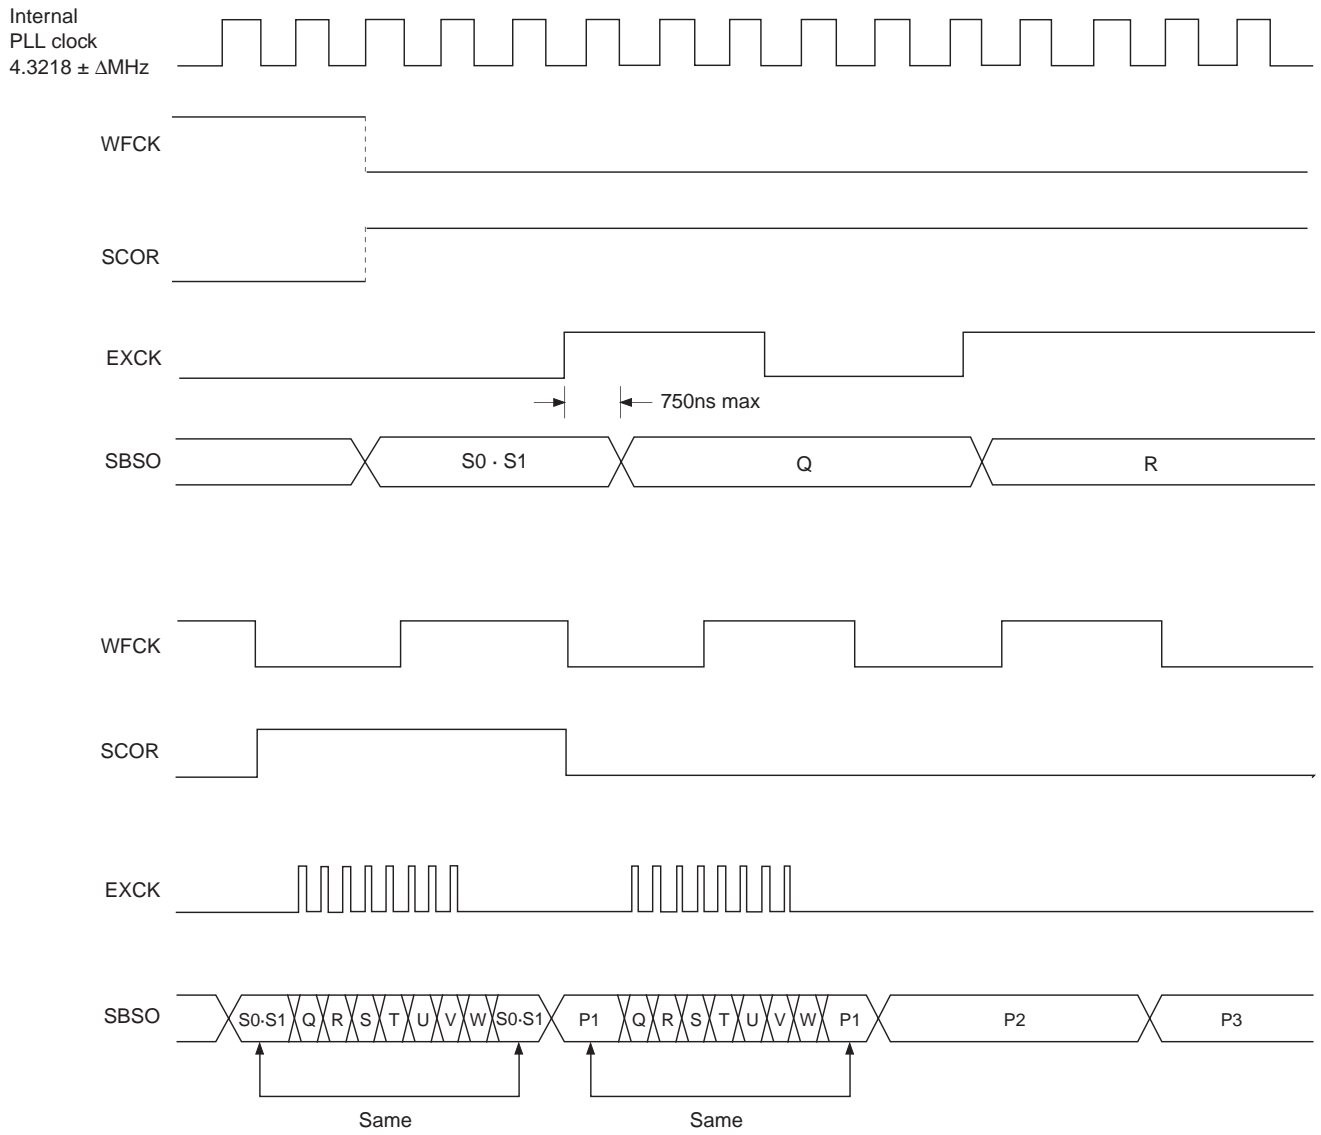 Internal
PLL clock
4.3218 ± ΔMHz
WFCK
SCOR
EXCK
750ns max
SBSO
S0 · S1
Q
R
WFCK
SCOR
EXCK
SBSO
S0·S1 Q R S T U V W S0·S1 P1 Q R S T U V W P1 P2 P3
Same Same